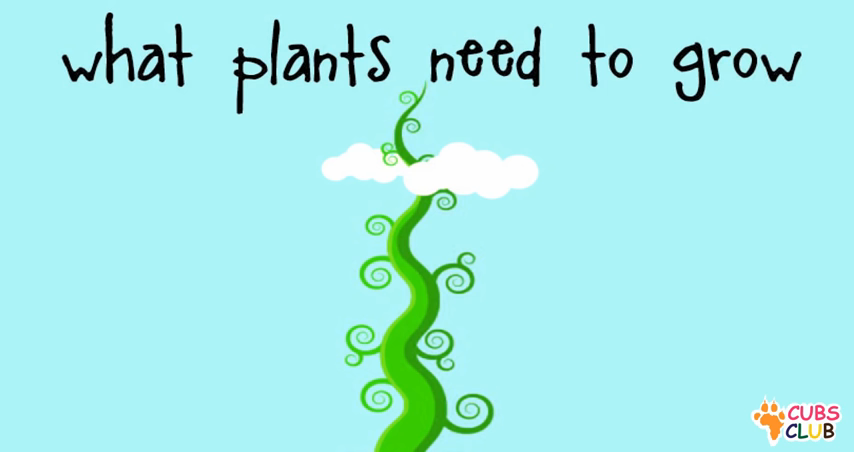 what plants need to grow
CUBS
CLUB